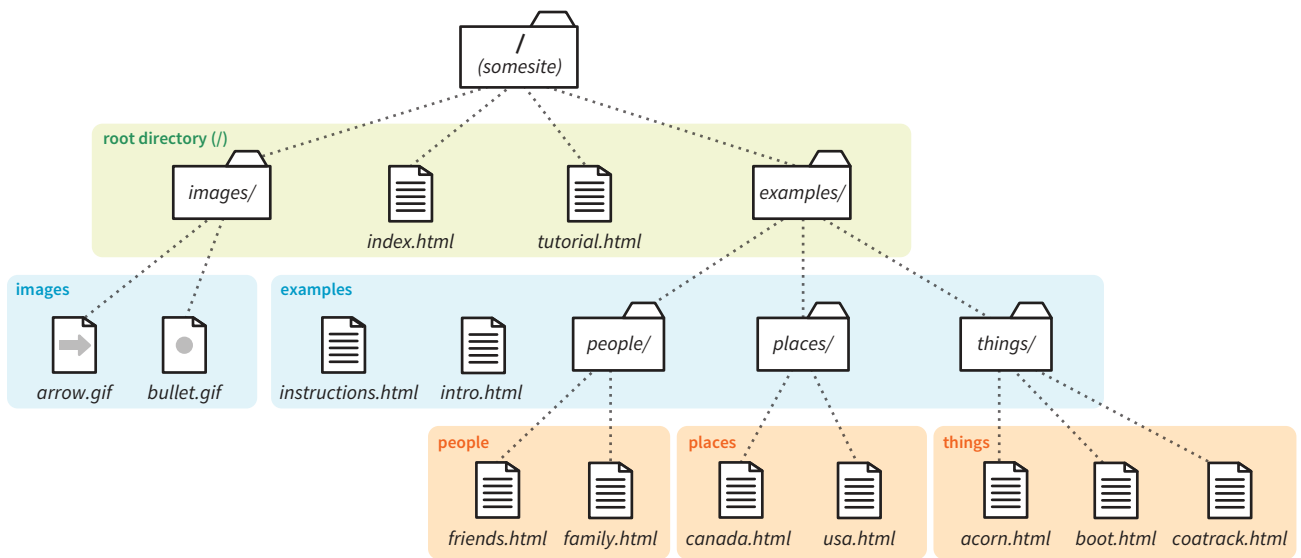 /
(somesite)
root directory (/)
images/
examples/
index.html
tutorial.html
images
examples
people/
places/
things/
arrow.gif
bullet.gif
instructions.html
intro.html
people
places
things
friends.html
family.html
canada.html
usa.html
acorn.html
boot.html
coatrack.html